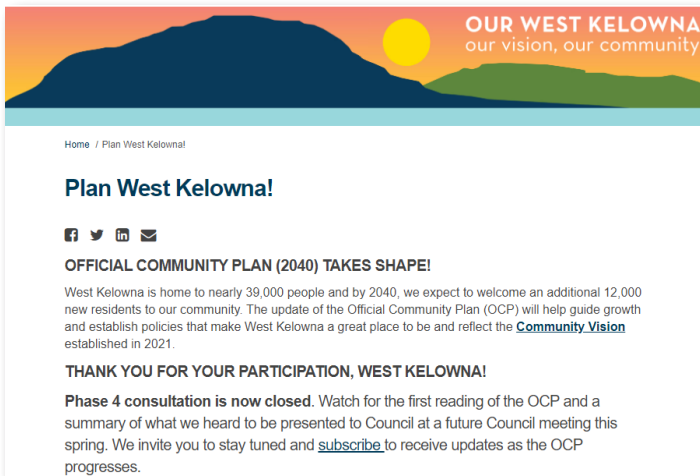 OUR WEST KELOWNA
our vision, our community
Home / Plan West Kelowna!
Plan West Kelowna!
OFFICIAL COMMUNITY PLAN (2040) TAKES SHAPE!
West Kelowna is home to nearly 39,000 people and by 2040, we expect to welcome an additional 12,000
new residents to our community. The update of the Official Community Plan (OCP) will help guide growth
and establish policies that make West Kelowna a great place to be and reflect the Community Vision
established in 2021.
THANK YOU FOR YOUR PARTICIPATION, WEST KELOWNA!
Phase 4 consultation is now closed. Watch for the first reading of the OCP and a
summary of what we heard to be presented to Council at a future Council meeting this
spring. We invite you to stay tuned and subscribe to receive updates as the OCP
progresses.